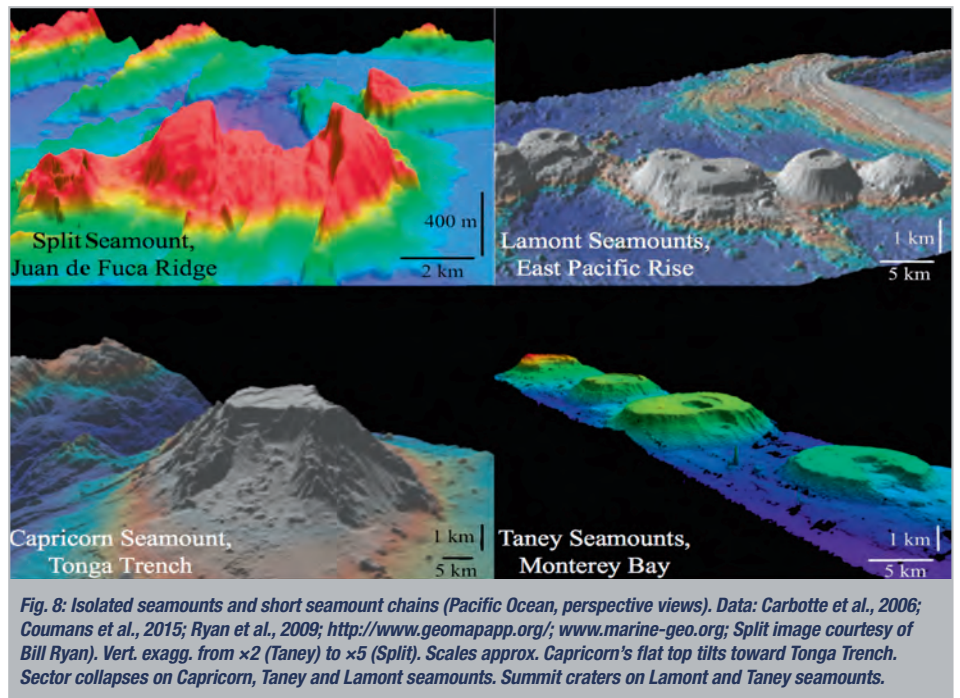 Split Seamount,
Juan de Fuca Ridge
400 m
2 km
Lamont Seamounts,
East Pacific Rise
1 km
5 km
Capricorn Seamount,
Tonga Trench
1 km
5 km
Taney Seamounts,
Monterey Bay
1 km
5 km
Fig. 8: Isolated seamounts and short seamount chains (Pacific Ocean, perspective views). Data: Carbotte et al., 2006;
Coumans et al., 2015; Ryan et al., 2009; http://www.geomapapp.org/; www.marine-geo.org; Split image courtesy of
Bill Ryan). Vert. exagg. from ×2 (Taney) to ×5 (Split). Scales approx. Capricorn's flat top tilts toward Tonga Trench.
Sector collapses on Capricorn, Taney and Lamont seamounts. Summit craters on Lamont and Taney seamounts.